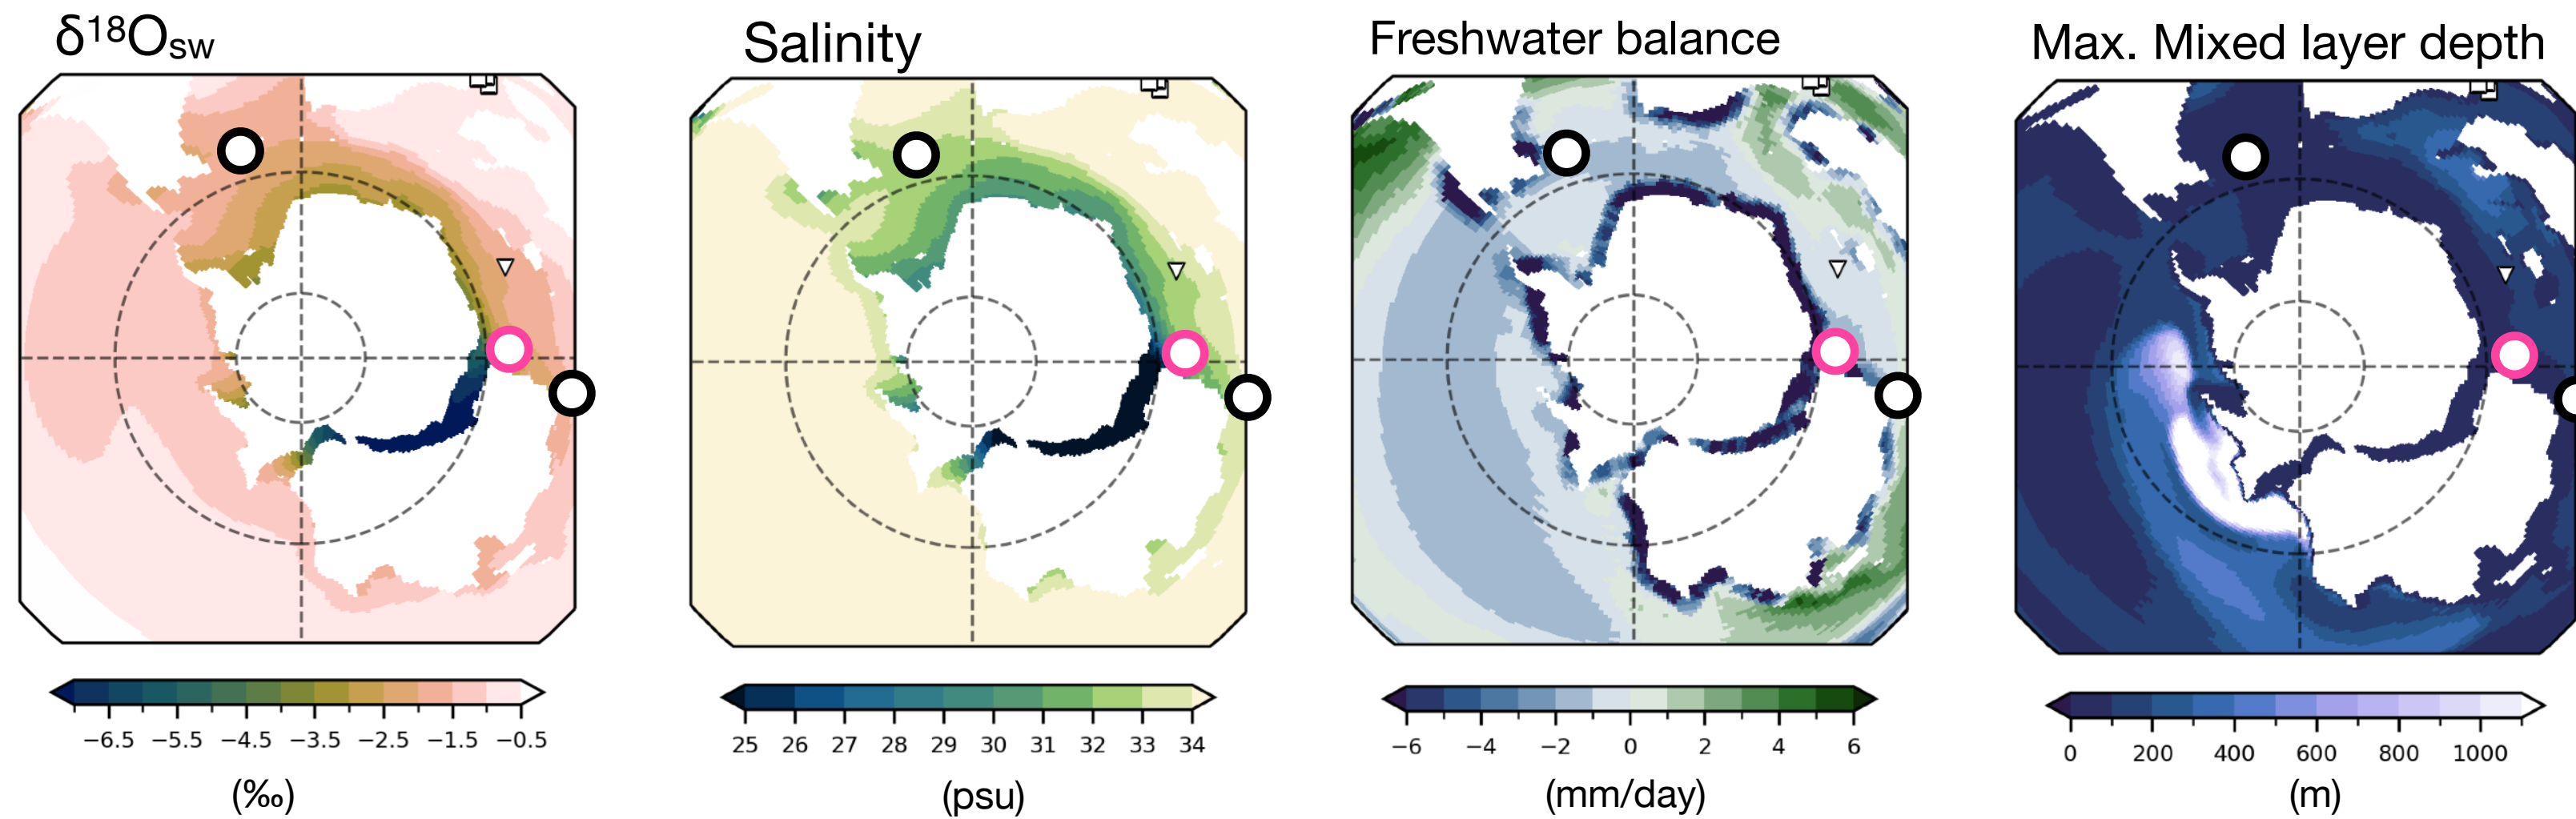 δ¹⁸Osw
Salinity
Freshwater balance
Max. Mixed layer depth
−6.5 −5.5 −4.5 −3.5 −2.5 −1.5 −0.5
25 26 27 28 29 30 31 32 33 34
−6 −4 −2 0 2 4 6
0 200 400 600 800 1000
(‰)
(psu)
(mm/day)
(m)